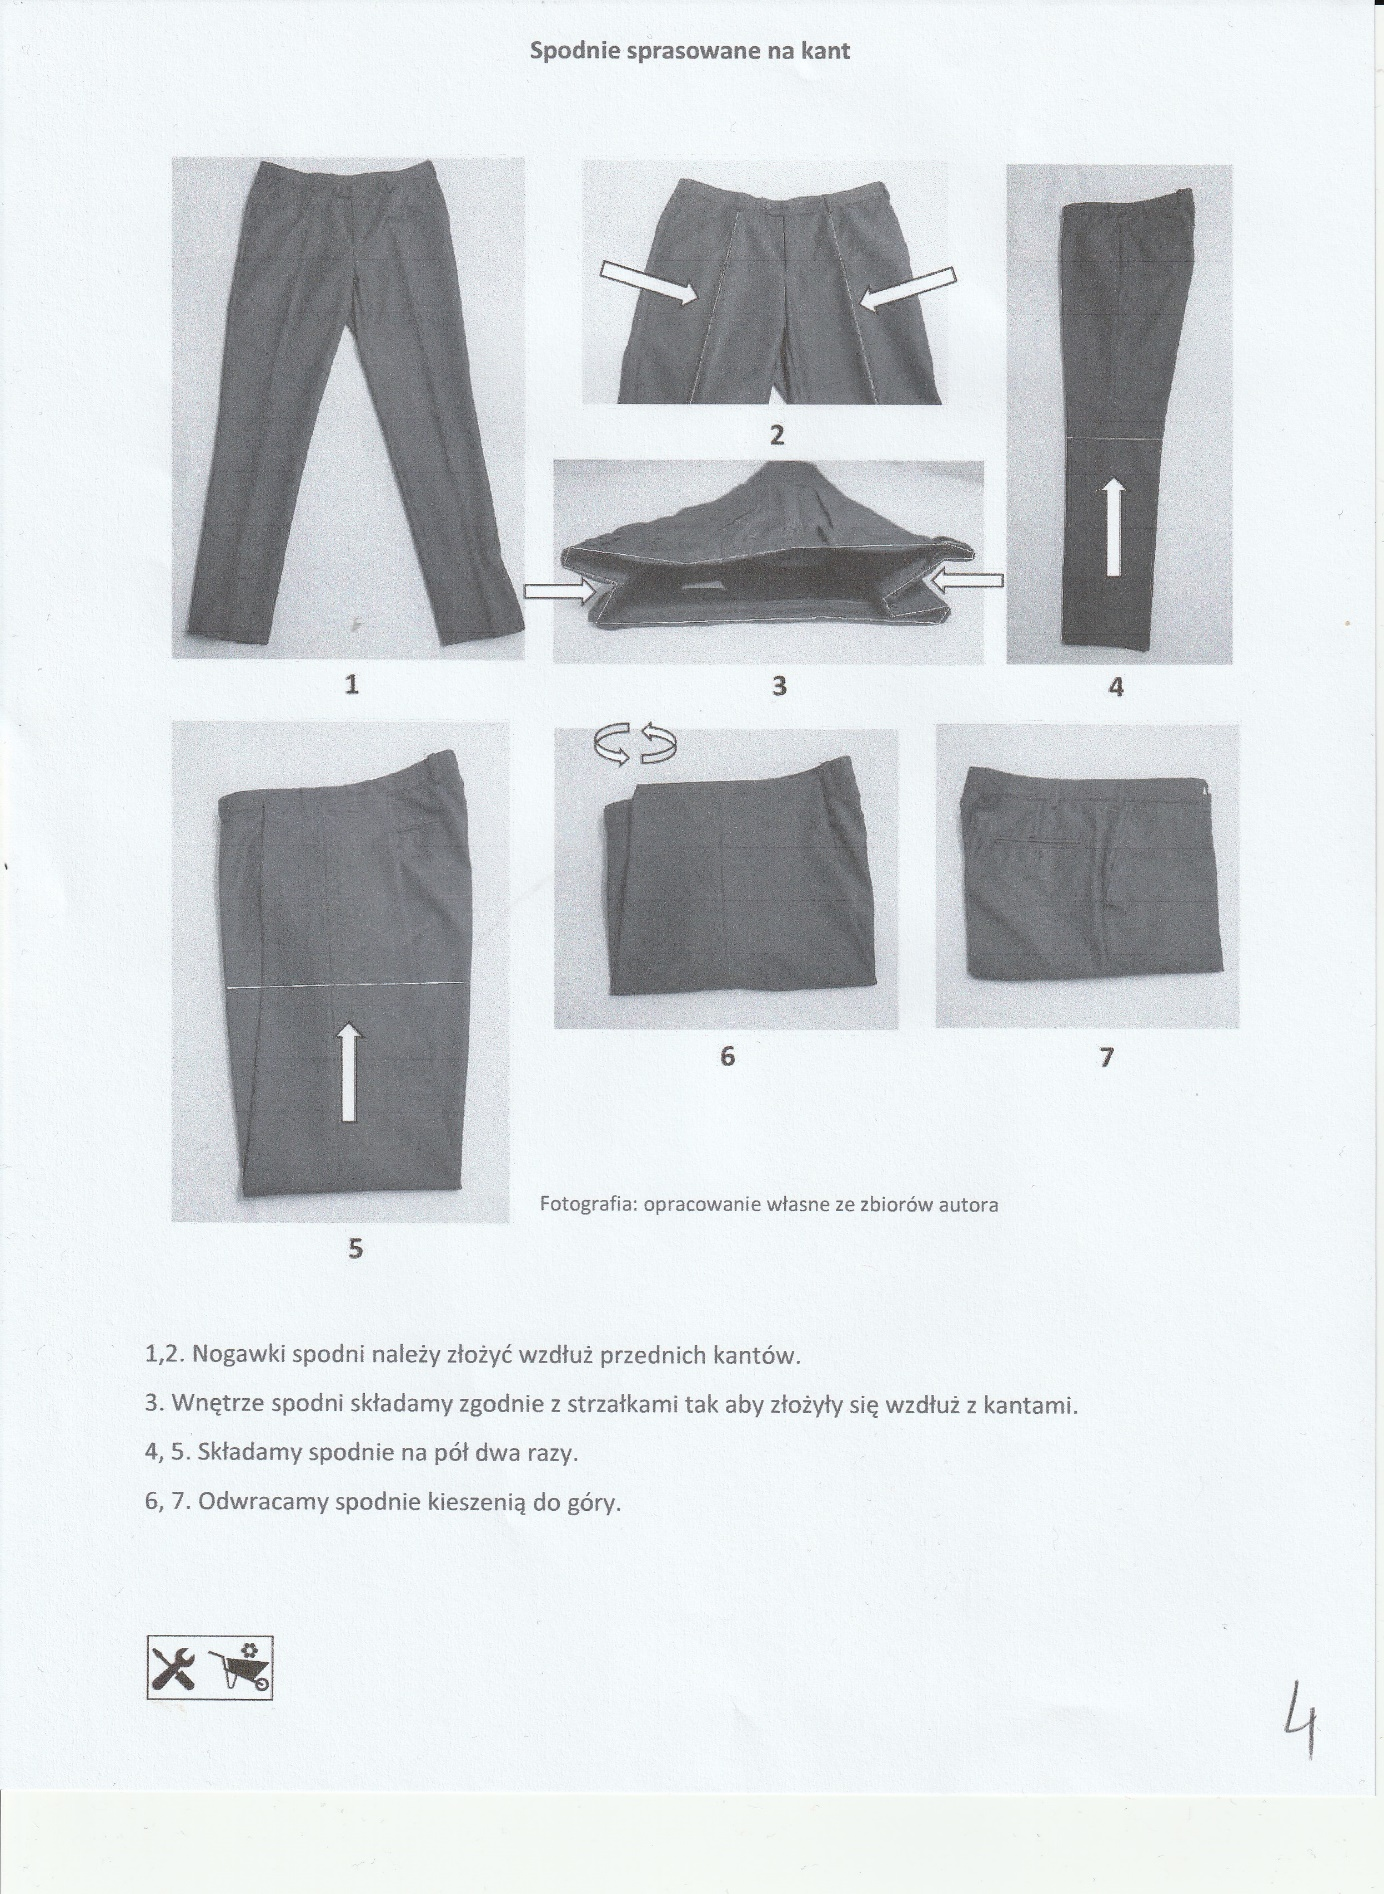 Spodnie sprasowane na kant
1
2
3
4
5
6
7
Fotografia: opracowanie własne ze zbiorów autora
1,2. Nogawki spodni należy złożyć wzdłuż przednich kantów.
3. Wnętrze spodni składamy zgodnie z strzałkami tak aby złożyły się wzdłuż z kantami.
4, 5. Składamy spodnie na pół dwa razy.
6, 7. Odwracamy spodnie kieszenią do góry.
4